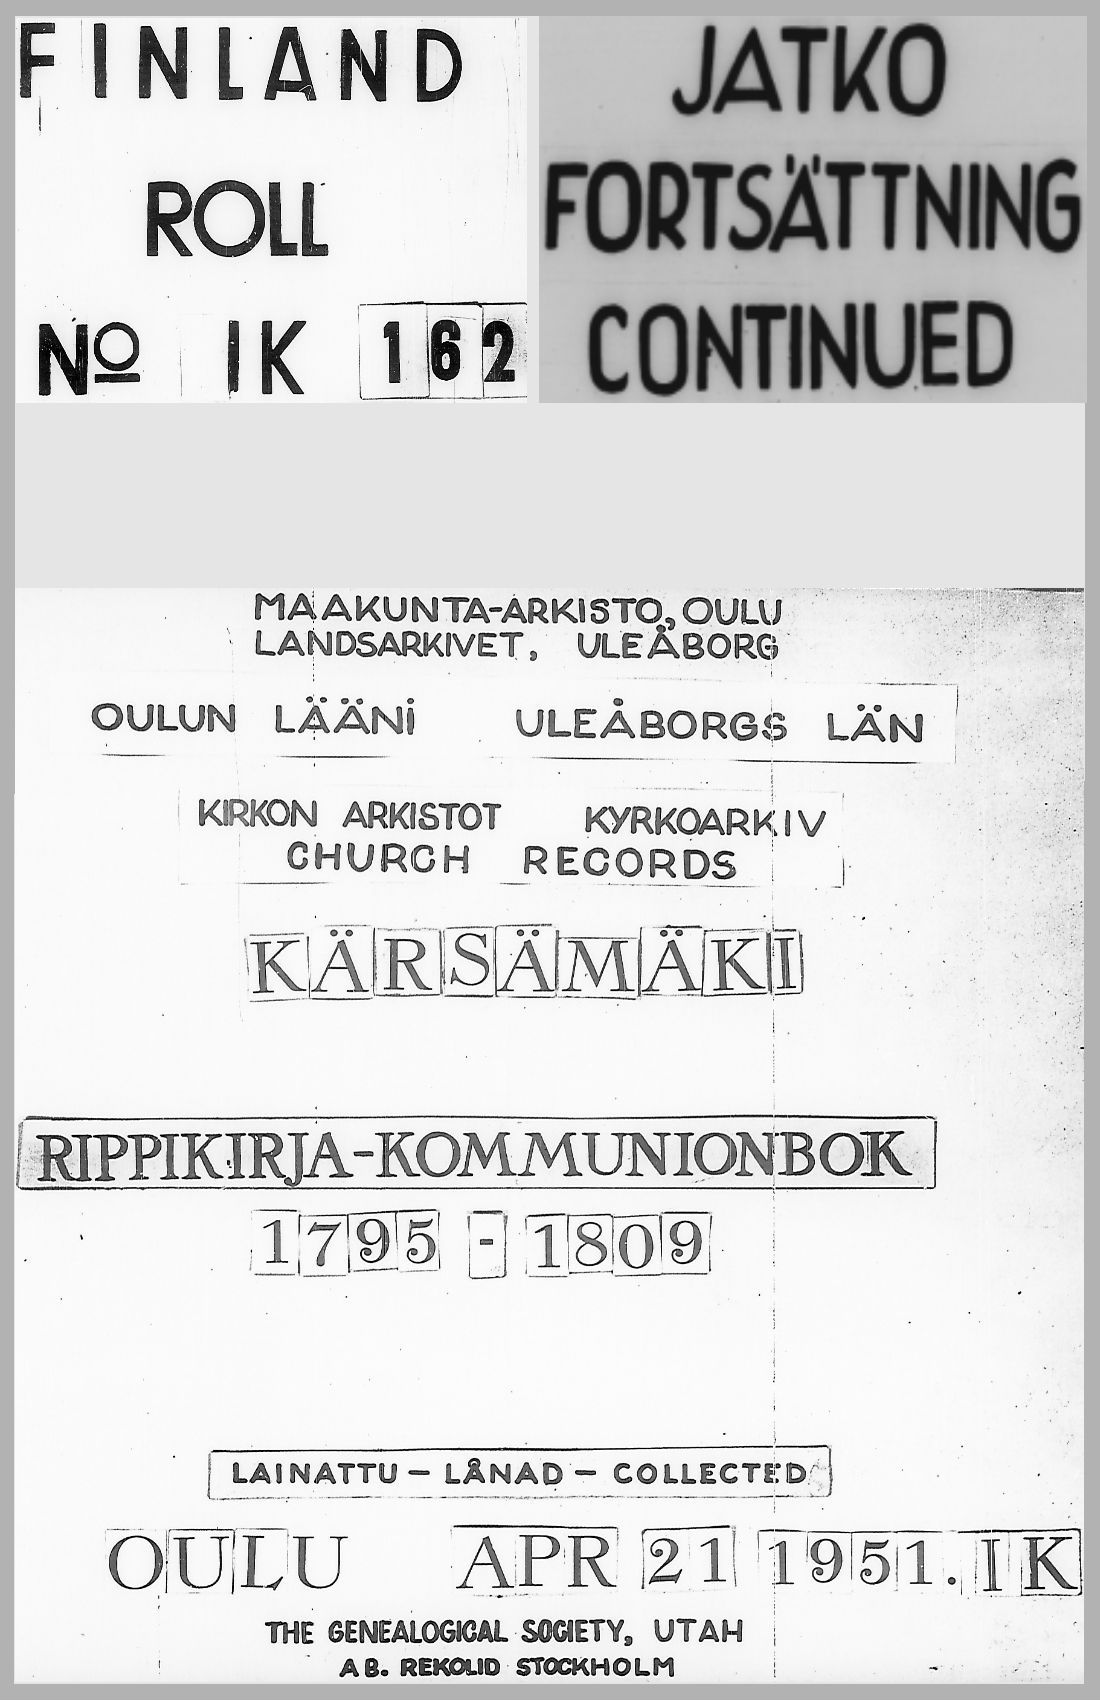 FINLAND
ROLL
No IK 162
JATKO
FORTSÄTTNING
CONTINUED
MAAKUNTA-ARKISTO, OULU
LANDSARKIVET, ULEÅBORG
OULUN LÄÄNI ULEÅBORGS LÄN
KIRKON ARKISTOT KYRKOARKIV
CHURCH RECORDS
KÄRSÄMÄKI
RIPPIKIRJA-KOMMUNIONBOK
1795 - 1809
LAINATTU - LÅNAD - COLLECTED
OULU APR 21 1951. IK
THE GENEALOGICAL SOCIETY, UTAH
AB. REKOLID STOCKHOLM